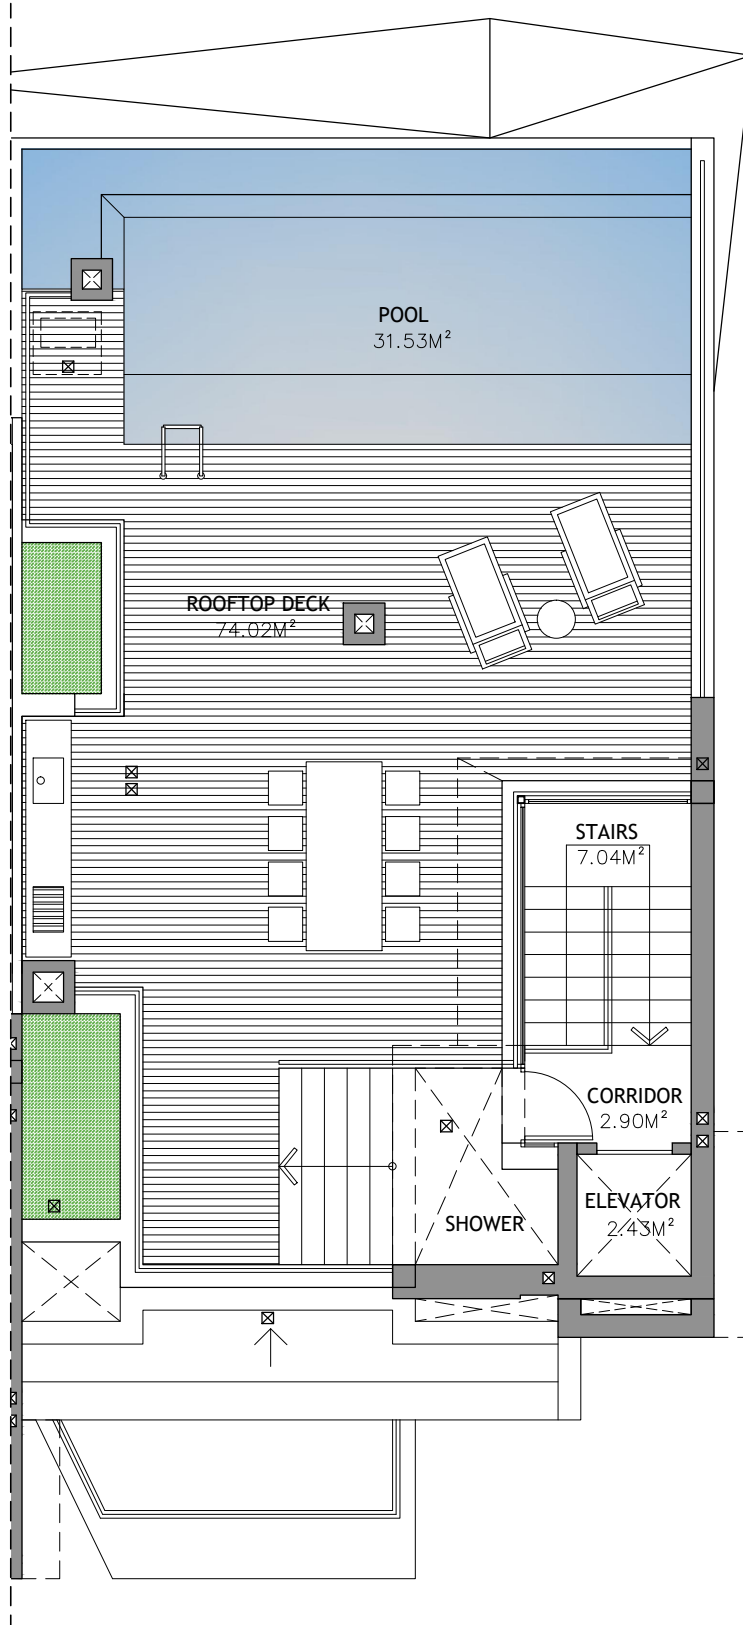 POOL
31.53M²
ROOFTOP DECK
74.02M²
STAIRS
7.04M²
CORRIDOR
2.90M²
ELEVATOR
2.43M²
SHOWER